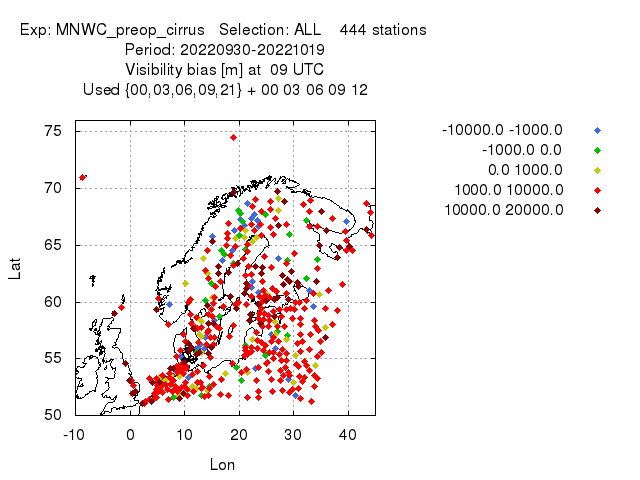 Exp: MNWC_preop_cirrus Selection: ALL 444 stations
Period: 20220930-20221019
Visibility bias [m] at 09 UTC
Used {00,03,06,09,21} + 00 03 06 09 12
-10000.0 -1000.0
-1000.0 0.0
0.0 1000.0
1000.0 10000.0
10000.0 20000.0
75
70
65
60
55
50
Lat
-10 0 10 20 30 40
Lon